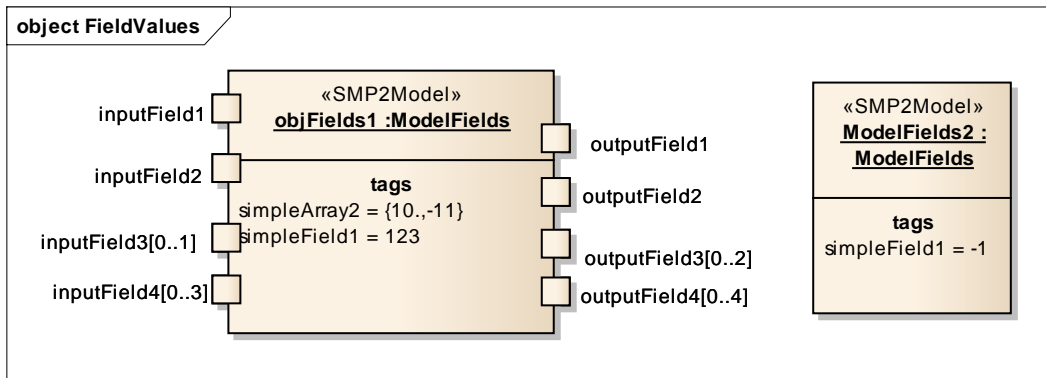 object FieldValues
«SMP2Model»
objFields1 :ModelFields
tags
simpleArray2 = {10.,-11}
simpleField1 = 123
inputField1
inputField2
inputField3[0..1]
inputField4[0..3]
outputField1
outputField2
outputField3[0..2]
outputField4[0..4]
«SMP2Model»
ModelFields2 :
ModelFields
tags
simpleField1 = -1